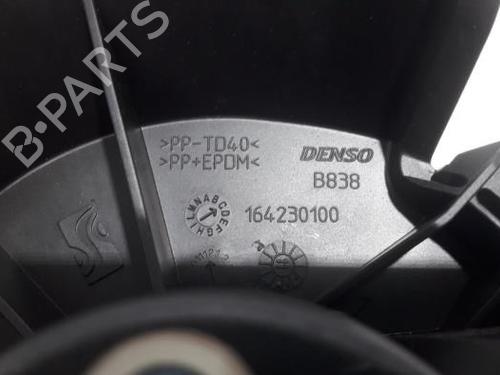 B-PARTS
>PP-TD40<
>PP+EPDM<
DENSO
B838
164230100